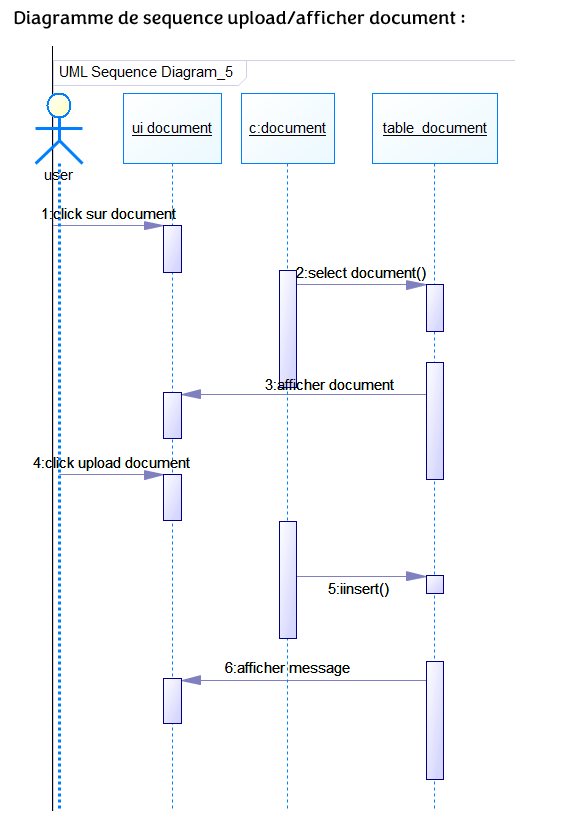 Diagramme de sequence upload/afficher document :
UML Sequence Diagram_5
ui document
c:document
table_document
user
1:click sur document
2:select document()
3:afficher document
4:click upload document
5:iinsert()
6:afficher message